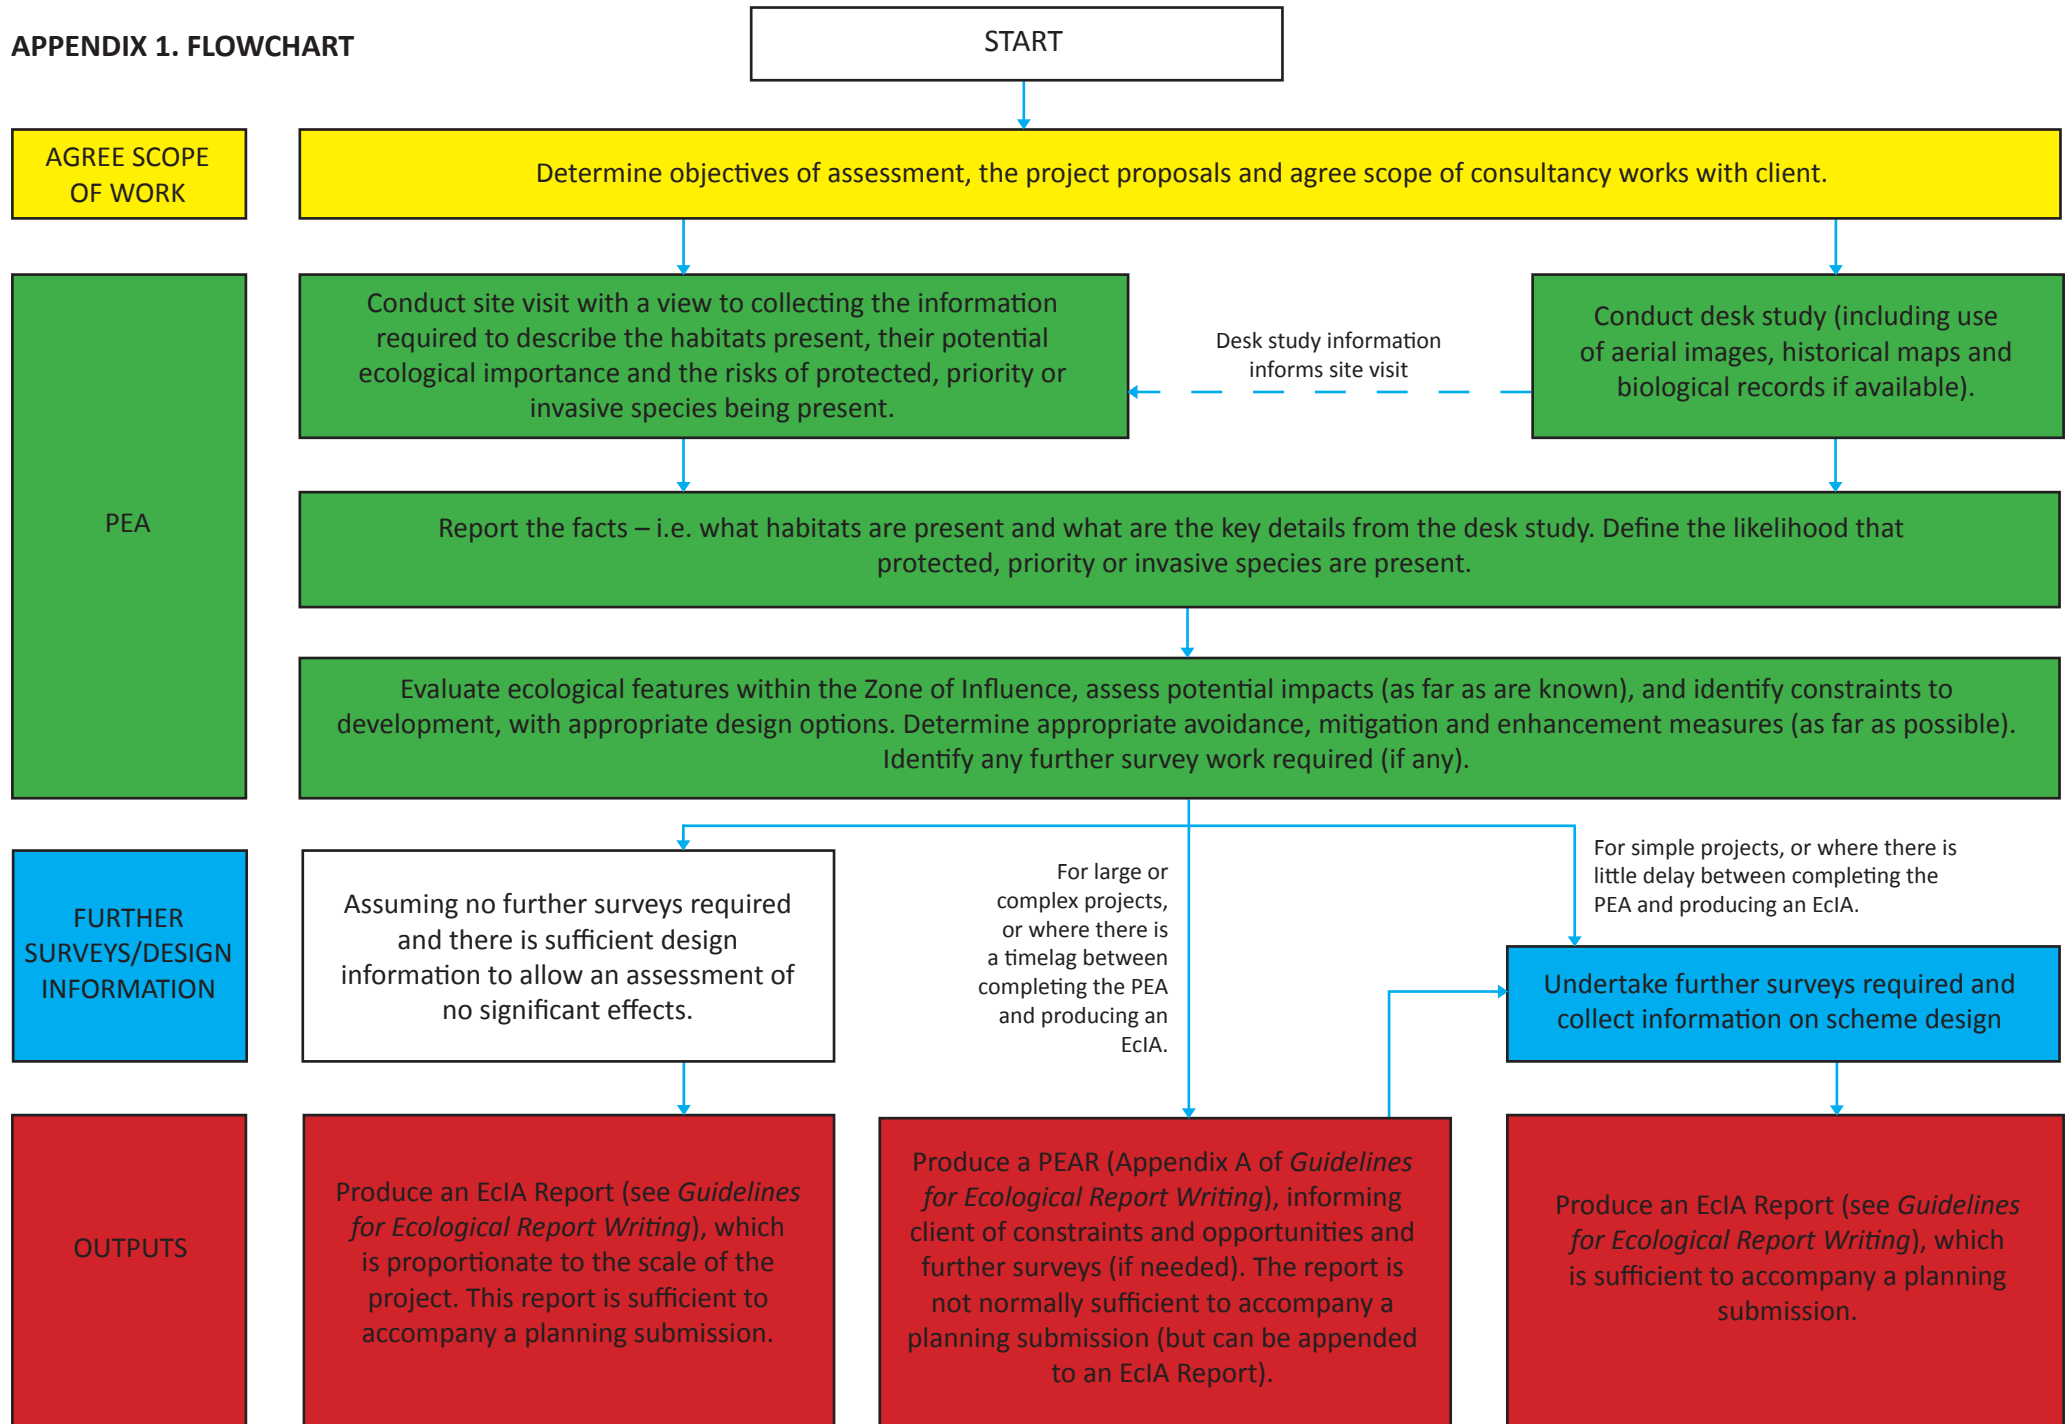 APPENDIX 1. FLOWCHART
START
AGREE SCOPE
OF WORK
Determine objectives of assessment, the project proposals and agree scope of consultancy works with client.
PEA
Conduct site visit with a view to collecting the information
required to describe the habitats present, their potential
ecological importance and the risks of protected, priority or
invasive species being present.
Desk study information
informs site visit
Conduct desk study (including use
of aerial images, historical maps and
biological records if available).
Report the facts – i.e. what habitats are present and what are the key details from the desk study. Define the likelihood that
protected, priority or invasive species are present.
Evaluate ecological features within the Zone of Influence, assess potential impacts (as far as are known), and identify constraints to
development, with appropriate design options. Determine appropriate avoidance, mitigation and enhancement measures (as far as possible).
Identify any further survey work required (if any).
FURTHER
SURVEYS/DESIGN
INFORMATION
Assuming no further surveys required
and there is sufficient design
information to allow an assessment of
no significant effects.
For large or
complex projects,
or where there is
a timelag between
completing the PEA
and producing an
EcIA.
For simple projects, or where there is
little delay between completing the
PEA and producing an EcIA.
Undertake further surveys required and
collect information on scheme design
OUTPUTS
Produce an EcIA Report (see Guidelines
for Ecological Report Writing), which
is proportionate to the scale of the
project. This report is sufficient to
accompany a planning submission.
Produce a PEAR (Appendix A of Guidelines
for Ecological Report Writing), informing
client of constraints and opportunities and
further surveys (if needed). The report is
not normally sufficient to accompany a
planning submission (but can be appended
to an EcIA Report).
Produce an EcIA Report (see Guidelines
for Ecological Report Writing), which
is sufficient to accompany a planning
submission.